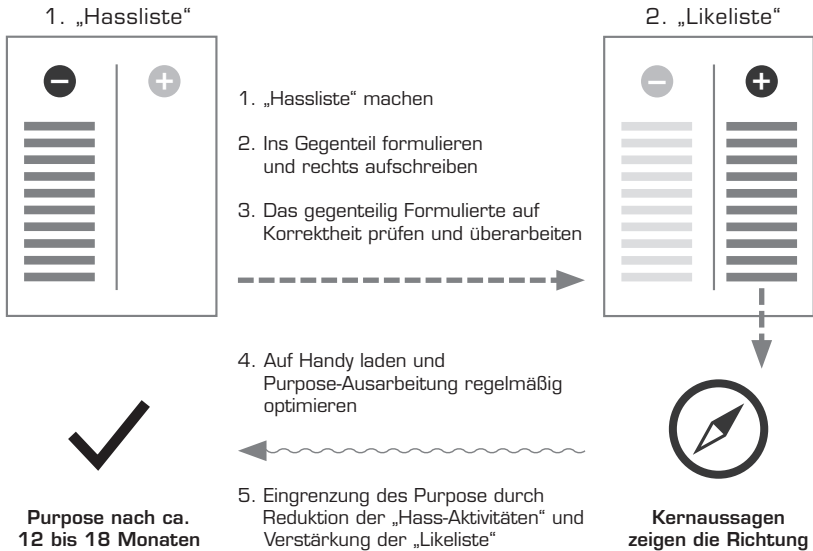 1. „Hassliste“
2. „Likeliste“
1. „Hassliste“ machen
2. Ins Gegenteil formulieren
und rechts aufschreiben
3. Das gegenteilig Formulierte auf
Korrektheit prüfen und überarbeiten
4. Auf Handy laden und
Purpose-Ausarbeitung regelmäßig
optimieren
5. Eingrenzung des Purpose durch
Reduktion der „Hass-Aktivitäten“ und
Verstärkung der „Likeliste“
Purpose nach ca.
12 bis 18 Monaten
Kernaussagen
zeigen die Richtung